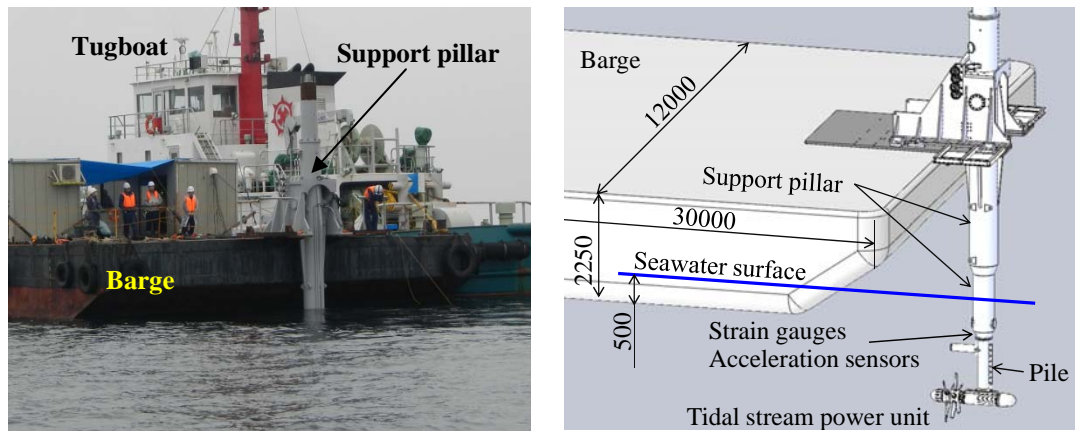 Tugboat
Support pillar
Barge
Barge
12000
Support pillar
30000
2250
Seawater surface
500
Strain gauges
Acceleration sensors
Pile
Tidal stream power unit